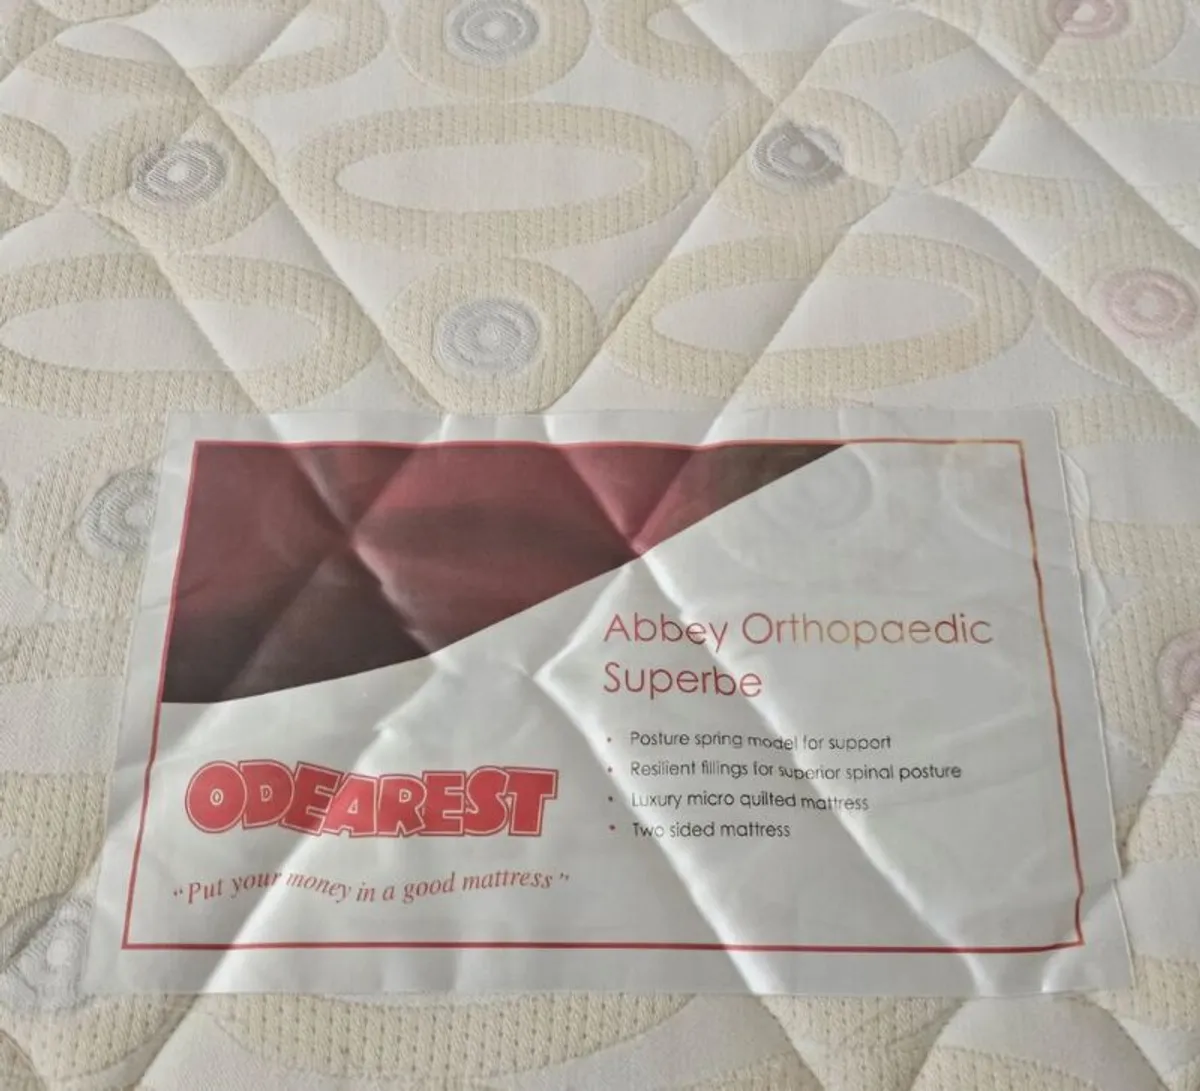 Abbey Orthopaedic
Superbe
• Posture spring model for support
• Resilient fillings for superior spinal posture
• Luxury micro quilted mattress
• Two sided mattress
ODEAREST
“Put your money in a good mattress”